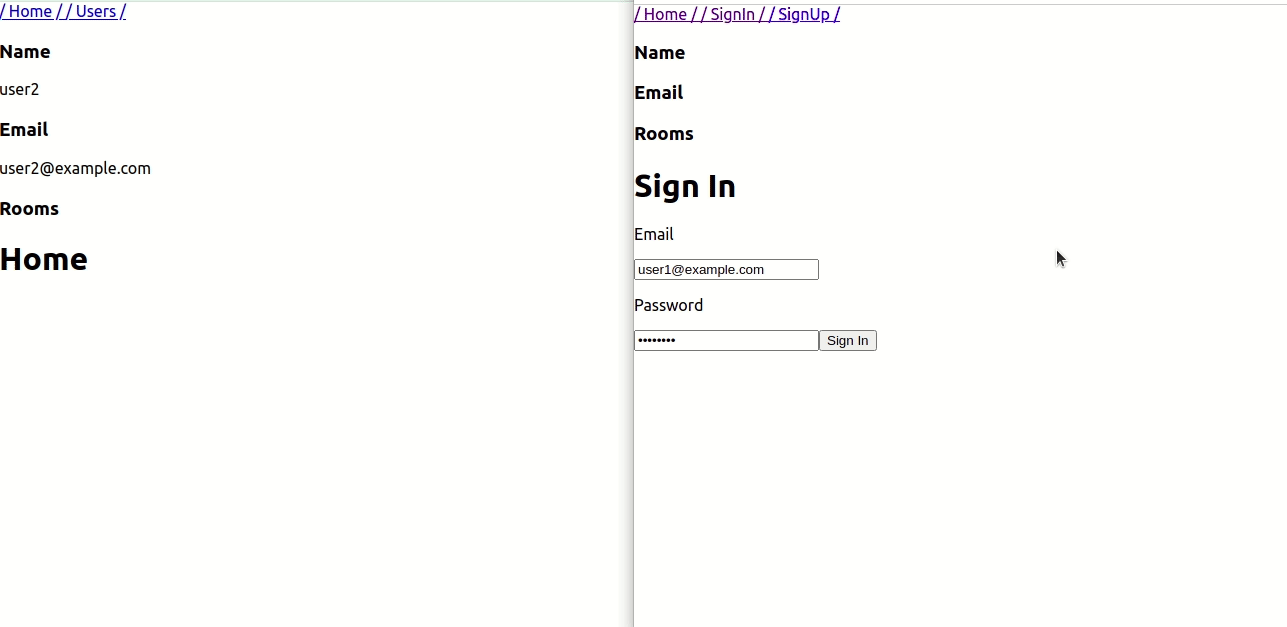 / Home / / Users /
Name
user2
Email
user2@example.com
Rooms
Home
/ Home / / SignIn / / SignUp /
Name
Email
Rooms
Sign In
Email
user1@example.com
Password
••••••••
Sign In